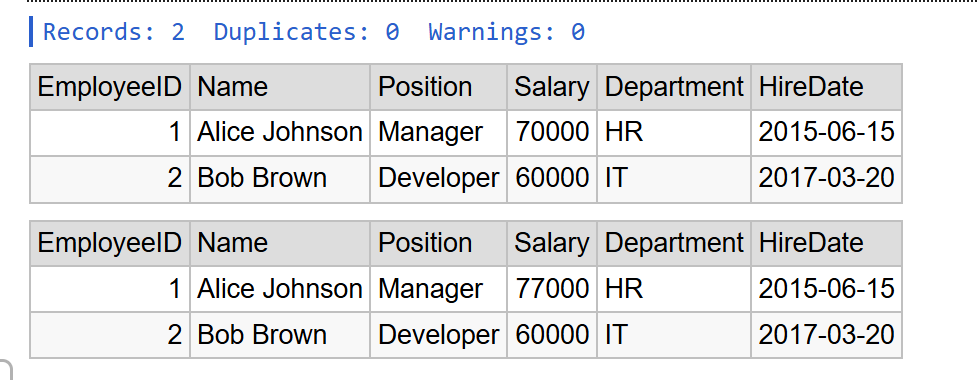 Records: 2  Duplicates: 0  Warnings: 0
EmployeeID Name Position Salary Department HireDate
1 Alice Johnson Manager 70000 HR 2015-06-15
2 Bob Brown Developer 60000 IT 2017-03-20
EmployeeID Name Position Salary Department HireDate
1 Alice Johnson Manager 77000 HR 2015-06-15
2 Bob Brown Developer 60000 IT 2017-03-20